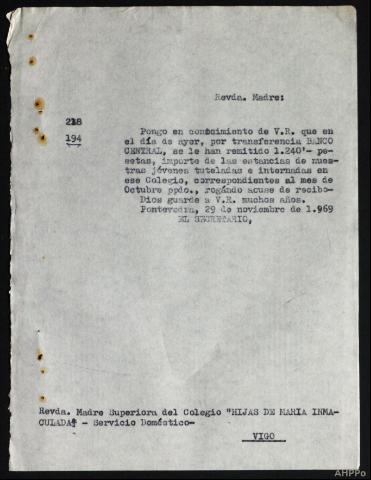 Revda. Madre:
218
194
Pongo en conocimiento de V.R. que en
el día de ayer, por transferencia BANCO
CENTRAL, se le han remitido 1.240'- pe-
setas, importe de las estancias de nues-
tras jóvenes tuteladas e internadas en
ese Colegio, correspondientes al mes de
Octubre ppdo., rogándo acuse de recibo-
Dios guarde a V.R. muchos años.
Pontevedra, 29 de noviembre de 1.969
EL SECRETARIO,
Revda. Madre Superiora del Colegio "HIJAS DE MARIA INMA-
CULADA" - Servicio Doméstico-
VIGO
AHPPo